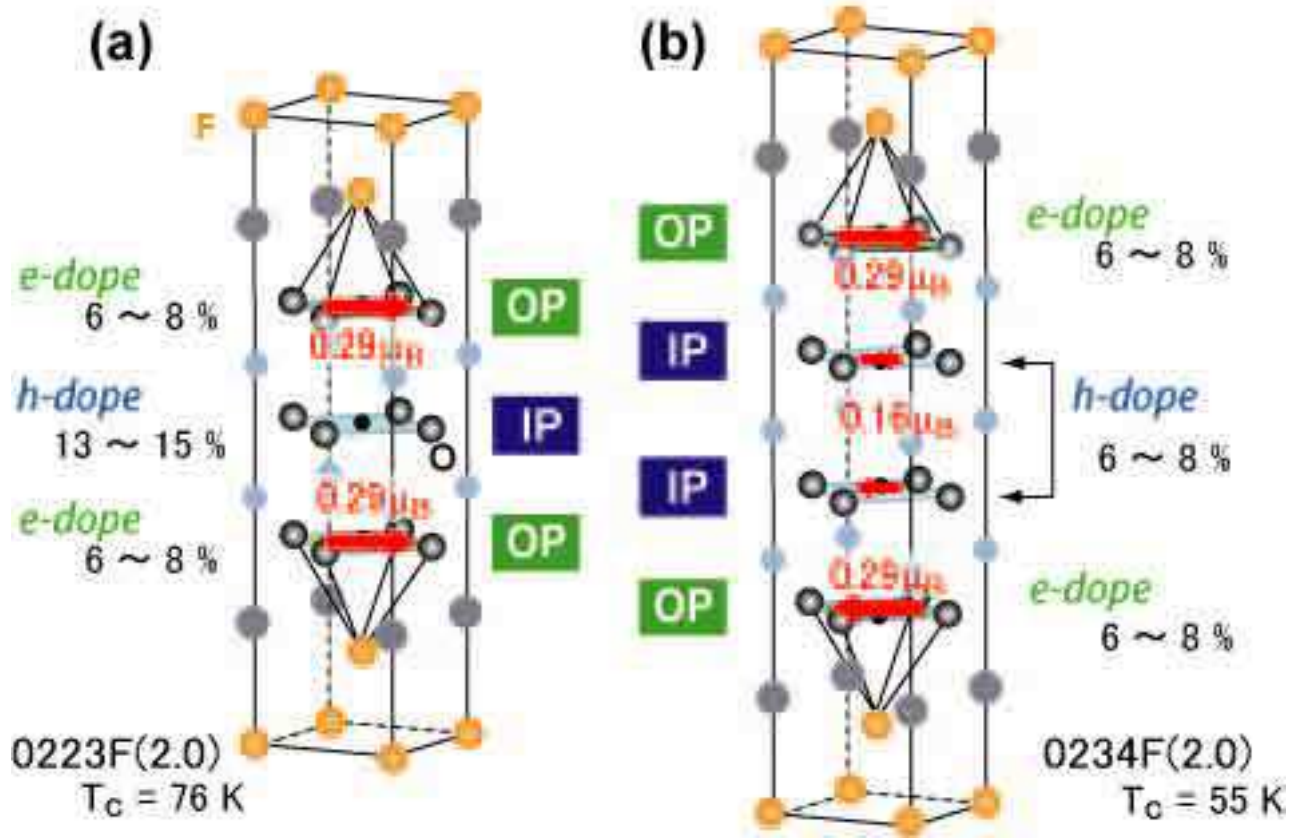 (a)
F
e-dope
6 ~ 8 %
OP
0.29μB
h-dope
13 ~ 15 %
IP
0.29μB
e-dope
6 ~ 8 %
OP
0223F(2.0)
Tc = 76 K
(b)
OP
e-dope
6 ~ 8 %
0.29μB
IP
h-dope
6 ~ 8 %
0.16μB
IP
0.29μB
OP
e-dope
6 ~ 8 %
0234F(2.0)
Tc = 55 K